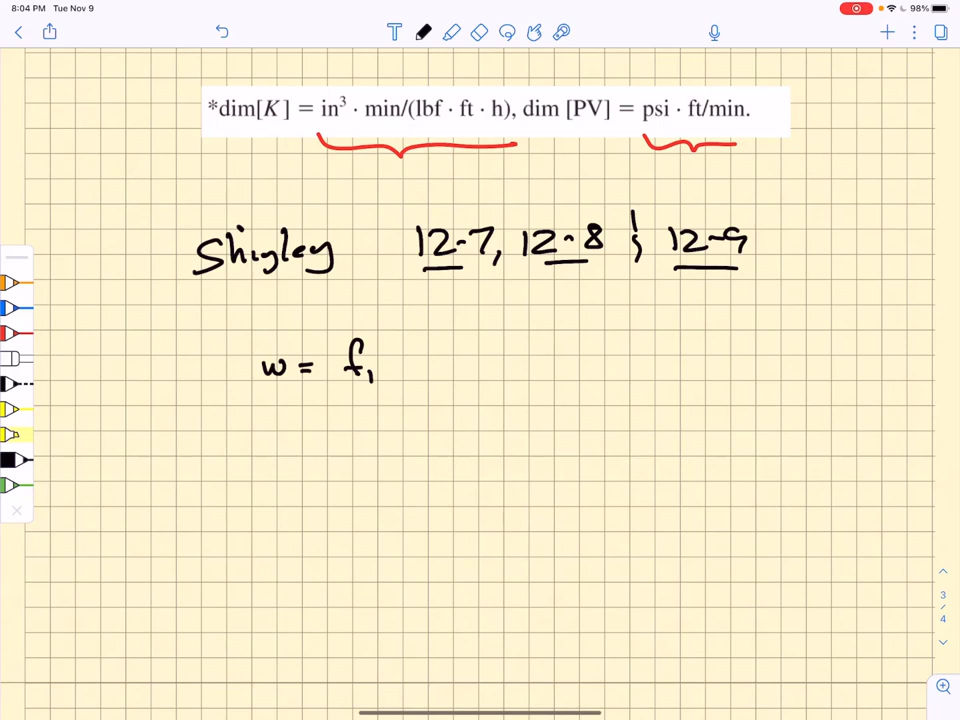 8:04 PM Tue Nov 9
98%
*dim[K] = in³ · min/(lbf · ft · h), dim [PV] = psi · ft/min.
Shigley 12-7, 12-8 & 12-9
w = f₁
3
/
4